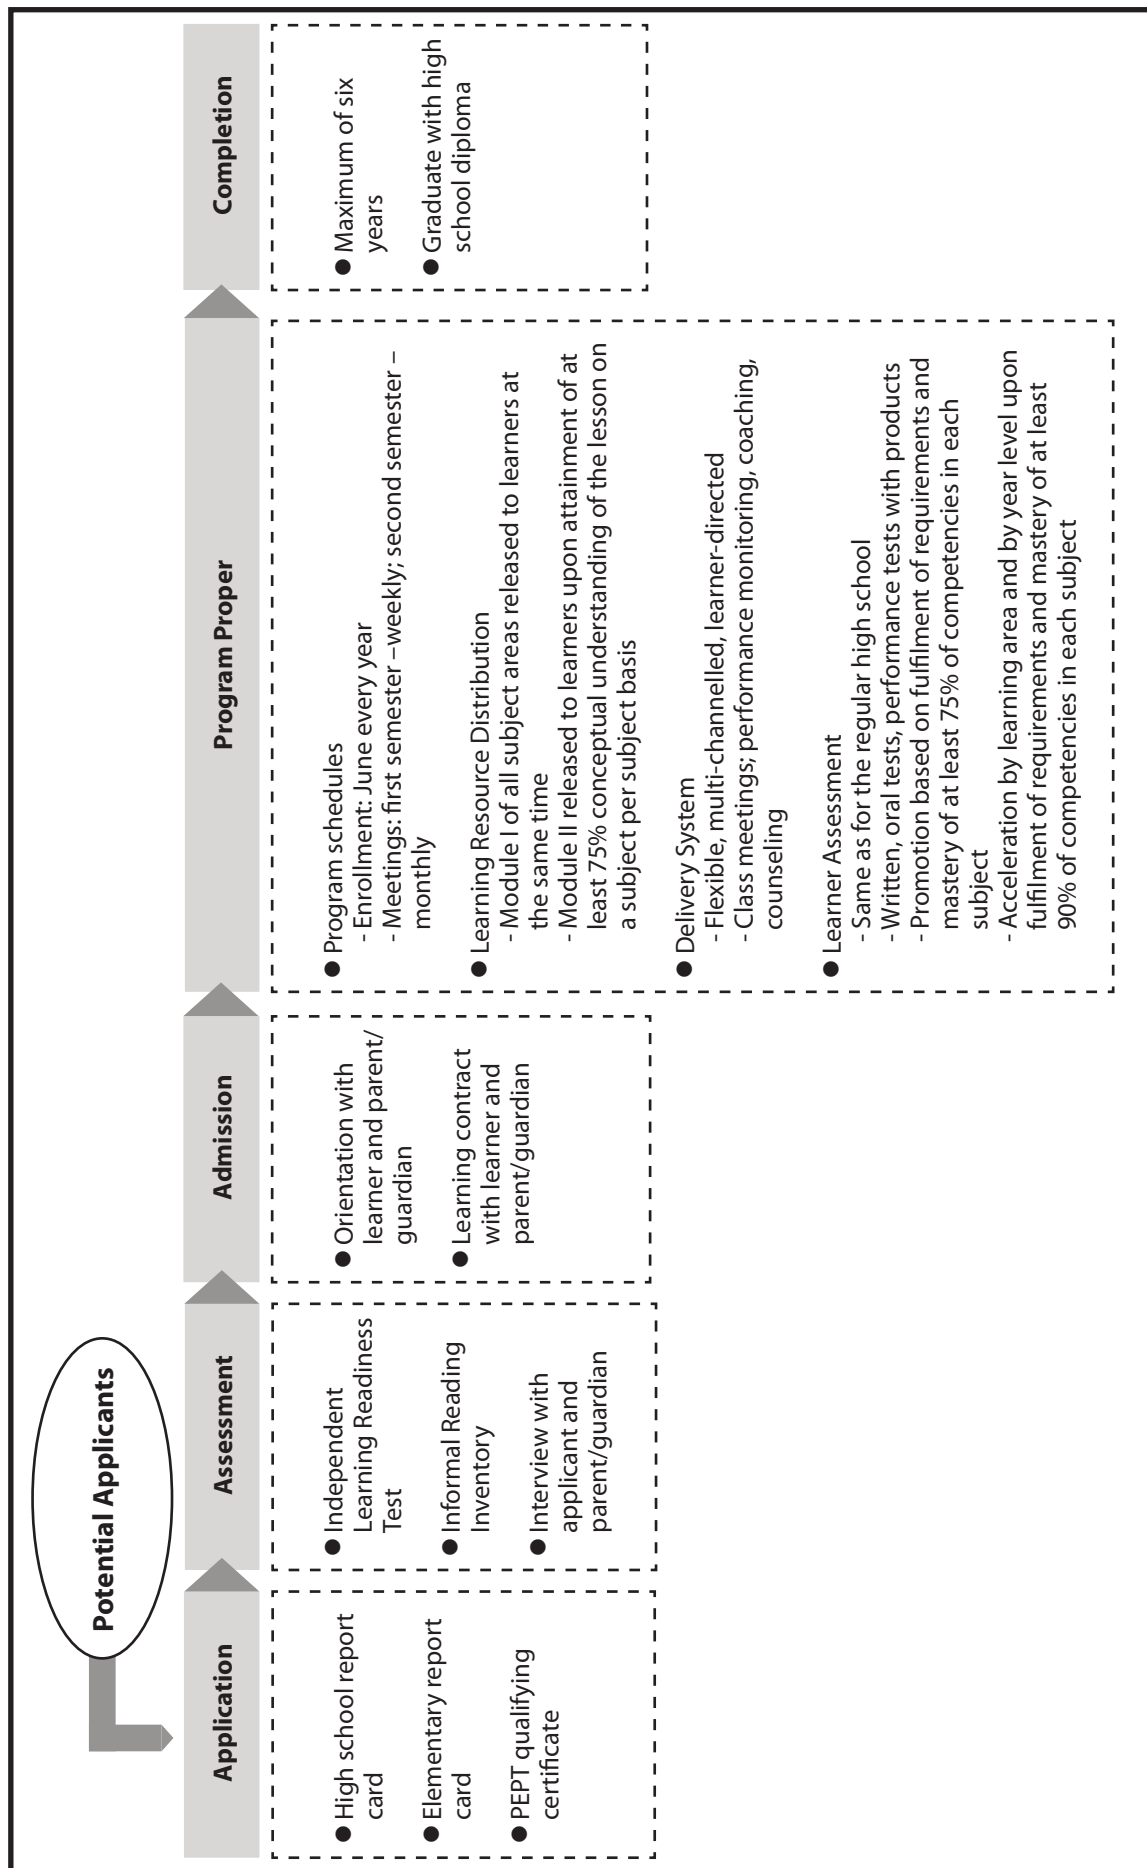 Potential Applicants
Application
● High school report
card
● Elementary report
card
● PEPT qualifying
certificate
Assessment
● Independent
Learning Readiness
Test
● Informal Reading
Inventory
● Interview with
applicant and
parent/guardian
Admission
● Orientation with
learner and parent/
guardian
● Learning contract
with learner and
parent/guardian
Program Proper
● Program schedules
- Enrollment: June every year
- Meetings: first semester –weekly; second semester –
monthly
● Learning Resource Distribution
- Module I of all subject areas released to learners at
the same time
- Module II released to learners upon attainment of at
least 75% conceptual understanding of the lesson on
a subject per subject basis
● Delivery System
- Flexible, multi-channelled, learner-directed
- Class meetings; performance monitoring, coaching,
counseling
● Learner Assessment
- Same as for the regular high school
- Written, oral tests, performance tests with products
- Promotion based on fulfilment of requirements and
mastery of at least 75% of competencies in each
subject
- Acceleration by learning area and by year level upon
fulfilment of requirements and mastery of at least
90% of competencies in each subject
Completion
● Maximum of six
years
● Graduate with high
school diploma